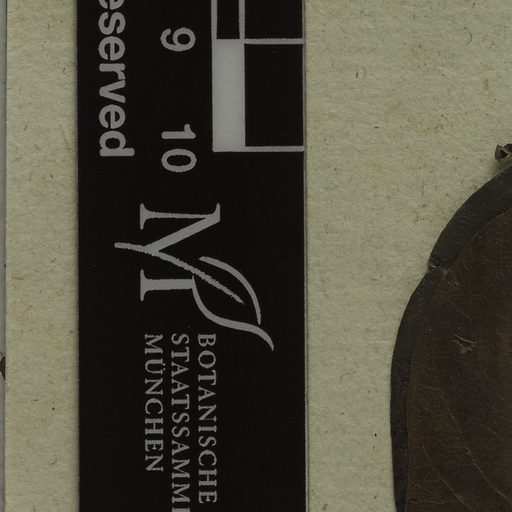 eserved
9
10
BOTANISCHE
STAATSSAMM
MÜNCHEN